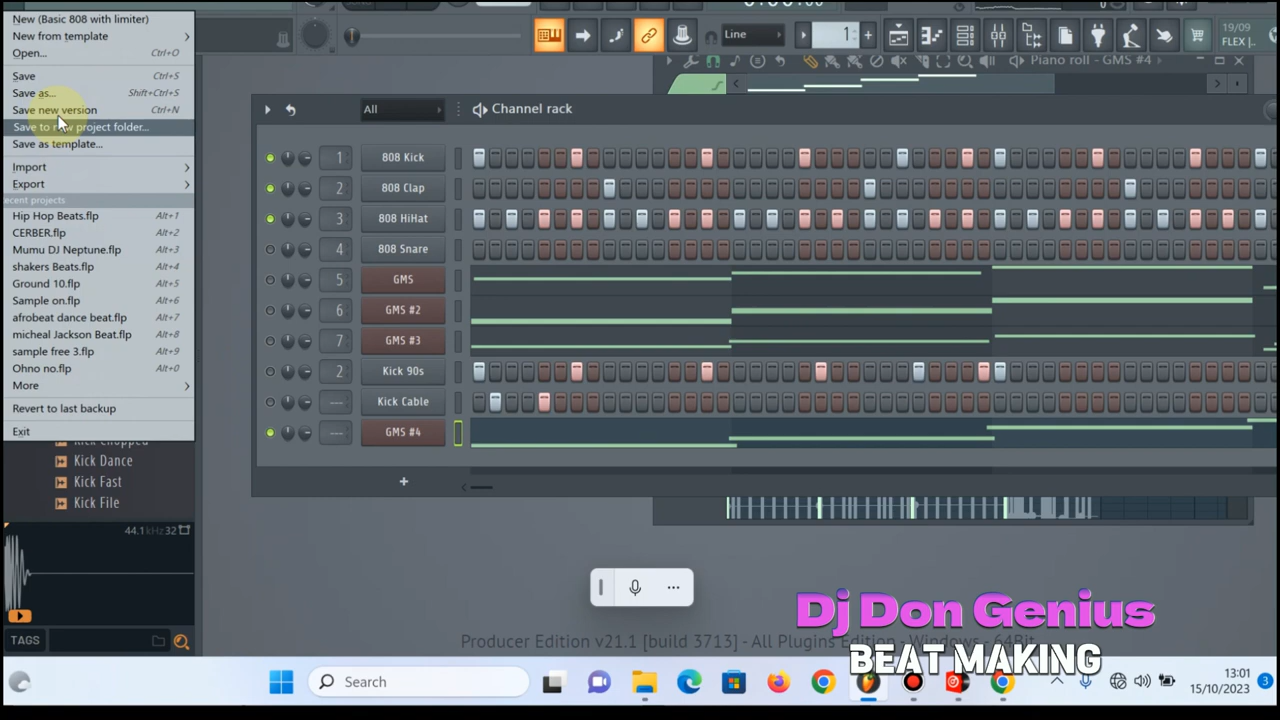 New (Basic 808 with limiter)
New from template
Open... Ctrl+O
Save Ctrl+S
Save as... Shift+Ctrl+S
Save new version Ctrl+N
Save to new project folder...
Save as template...
Import
Export
ecent projects
Hip Hop Beats.flp Alt+1
CERBER.flp Alt+2
Mumu DJ Neptune.flp Alt+3
shakers Beats.flp Alt+4
Ground 10.flp Alt+5
Sample on.flp Alt+6
afrobeat dance beat.flp Alt+7
micheal Jackson Beat.flp Alt+8
sample free 3.flp Alt+9
Ohno no.flp Alt+0
More
Revert to last backup
Exit
Kick Chopped
Kick Dance
Kick Fast
Kick File
44.1kHz 32
TAGS
Line
1
19/09
FLEX |
Piano roll - GMS #4
All
Channel rack
1 808 Kick
2 808 Clap
3 808 HiHat
4 808 Snare
5 GMS
6 GMS #2
7 GMS #3
2 Kick 90s
--- Kick Cable
--- GMS #4
+
Dj Don Genius
Producer Edition v21.1 [build 3713] - All Plugins Edition - Windows - 64Bit
BEAT MAKING
Search
13:01
15/10/2023
3